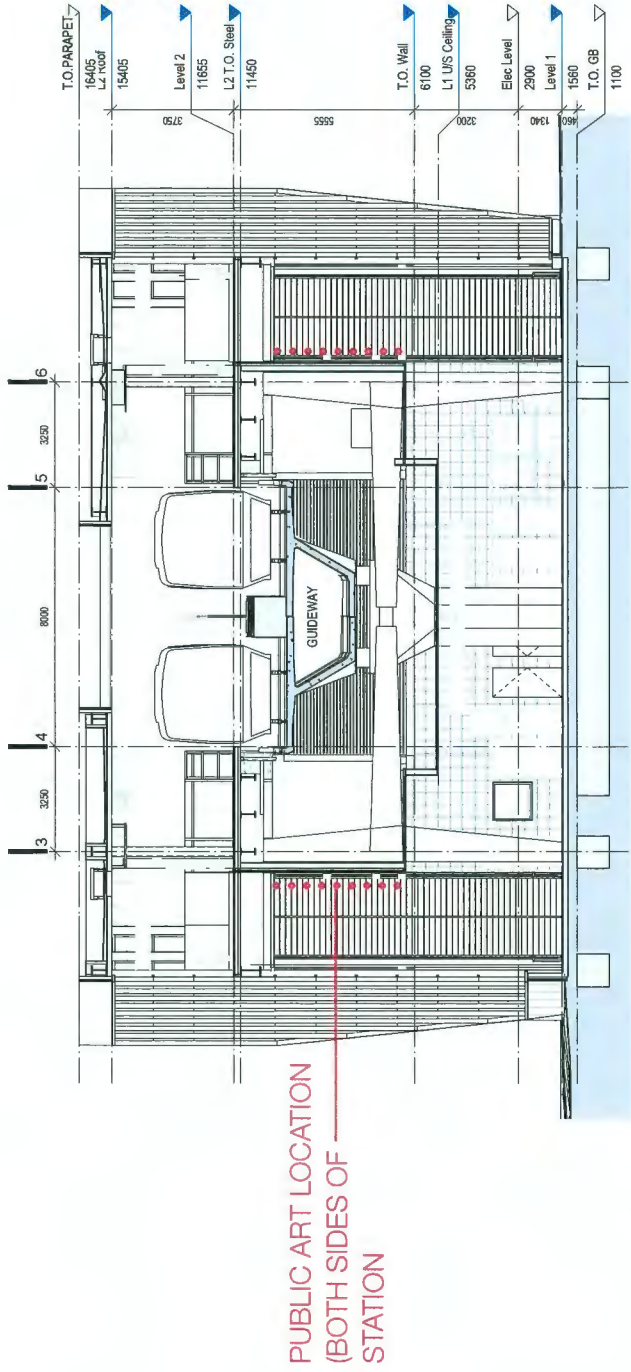 T.O.PARAPET
16405
L2 Roof
15405
Level 2
11655
L2 T.O. Steel
11450
T.O. Wall
6100
L1 U/S Ceiling
5360
Elec Level
2900
Level 1
1560
T.O. GB
1100
3750
5555
3200
1340
460
6
3250
5
8000
4
3250
3
GUIDEWAY
PUBLIC ART LOCATION
(BOTH SIDES OF
STATION